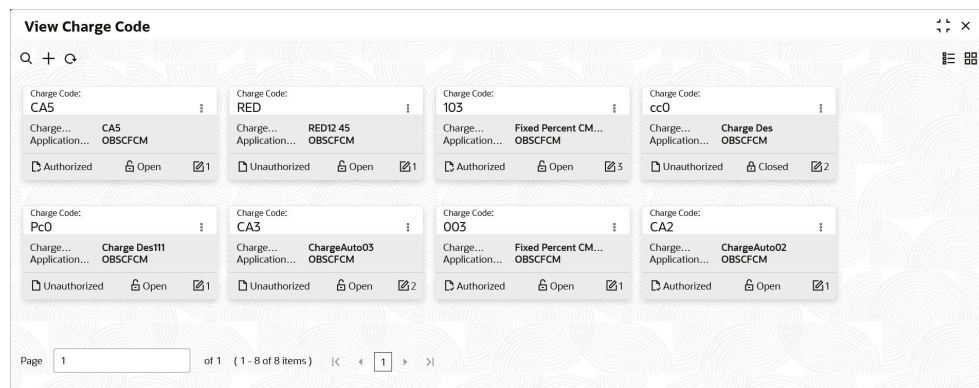 View Charge Code
Charge Code:
CA5
Charge... CA5
Application... OBSCFCM
Authorized Open 1
Charge Code:
RED
Charge... RED12 45
Application... OBSCFCM
Unauthorized Open 1
Charge Code:
103
Charge... Fixed Percent CM...
Application... OBSCFCM
Authorized Open 3
Charge Code:
cc0
Charge... Charge Des
Application... OBSCFCM
Unauthorized Closed 2
Charge Code:
Pc0
Charge... Charge Des111
Application... OBSCFCM
Unauthorized Open 1
Charge Code:
CA3
Charge... ChargeAuto03
Application... OBSCFCM
Unauthorized Open 2
Charge Code:
003
Charge... Fixed Percent CM...
Application... OBSCFCM
Authorized Open 1
Charge Code:
CA2
Charge... ChargeAuto02
Application... OBSCFCM
Authorized Open 1
Page 1 of 1 (1 - 8 of 8 items) 1